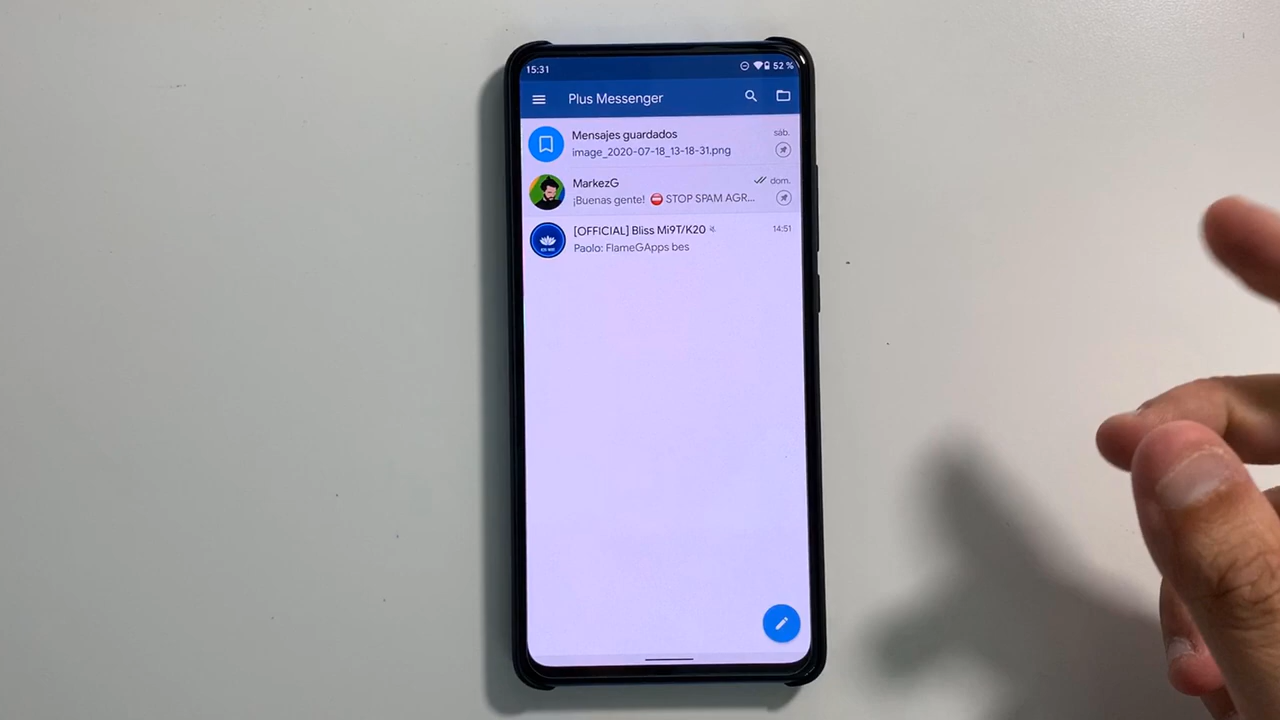 15:31
52 %
Plus Messenger
Mensajes guardados
sáb.
image_2020-07-18_13-18-31.png
MarkezG
dom.
¡Buenas gente! ⛔ STOP SPAM AGR...
[OFFICIAL] Bliss Mi9T/K20
14:51
Paolo: FlameGApps bes